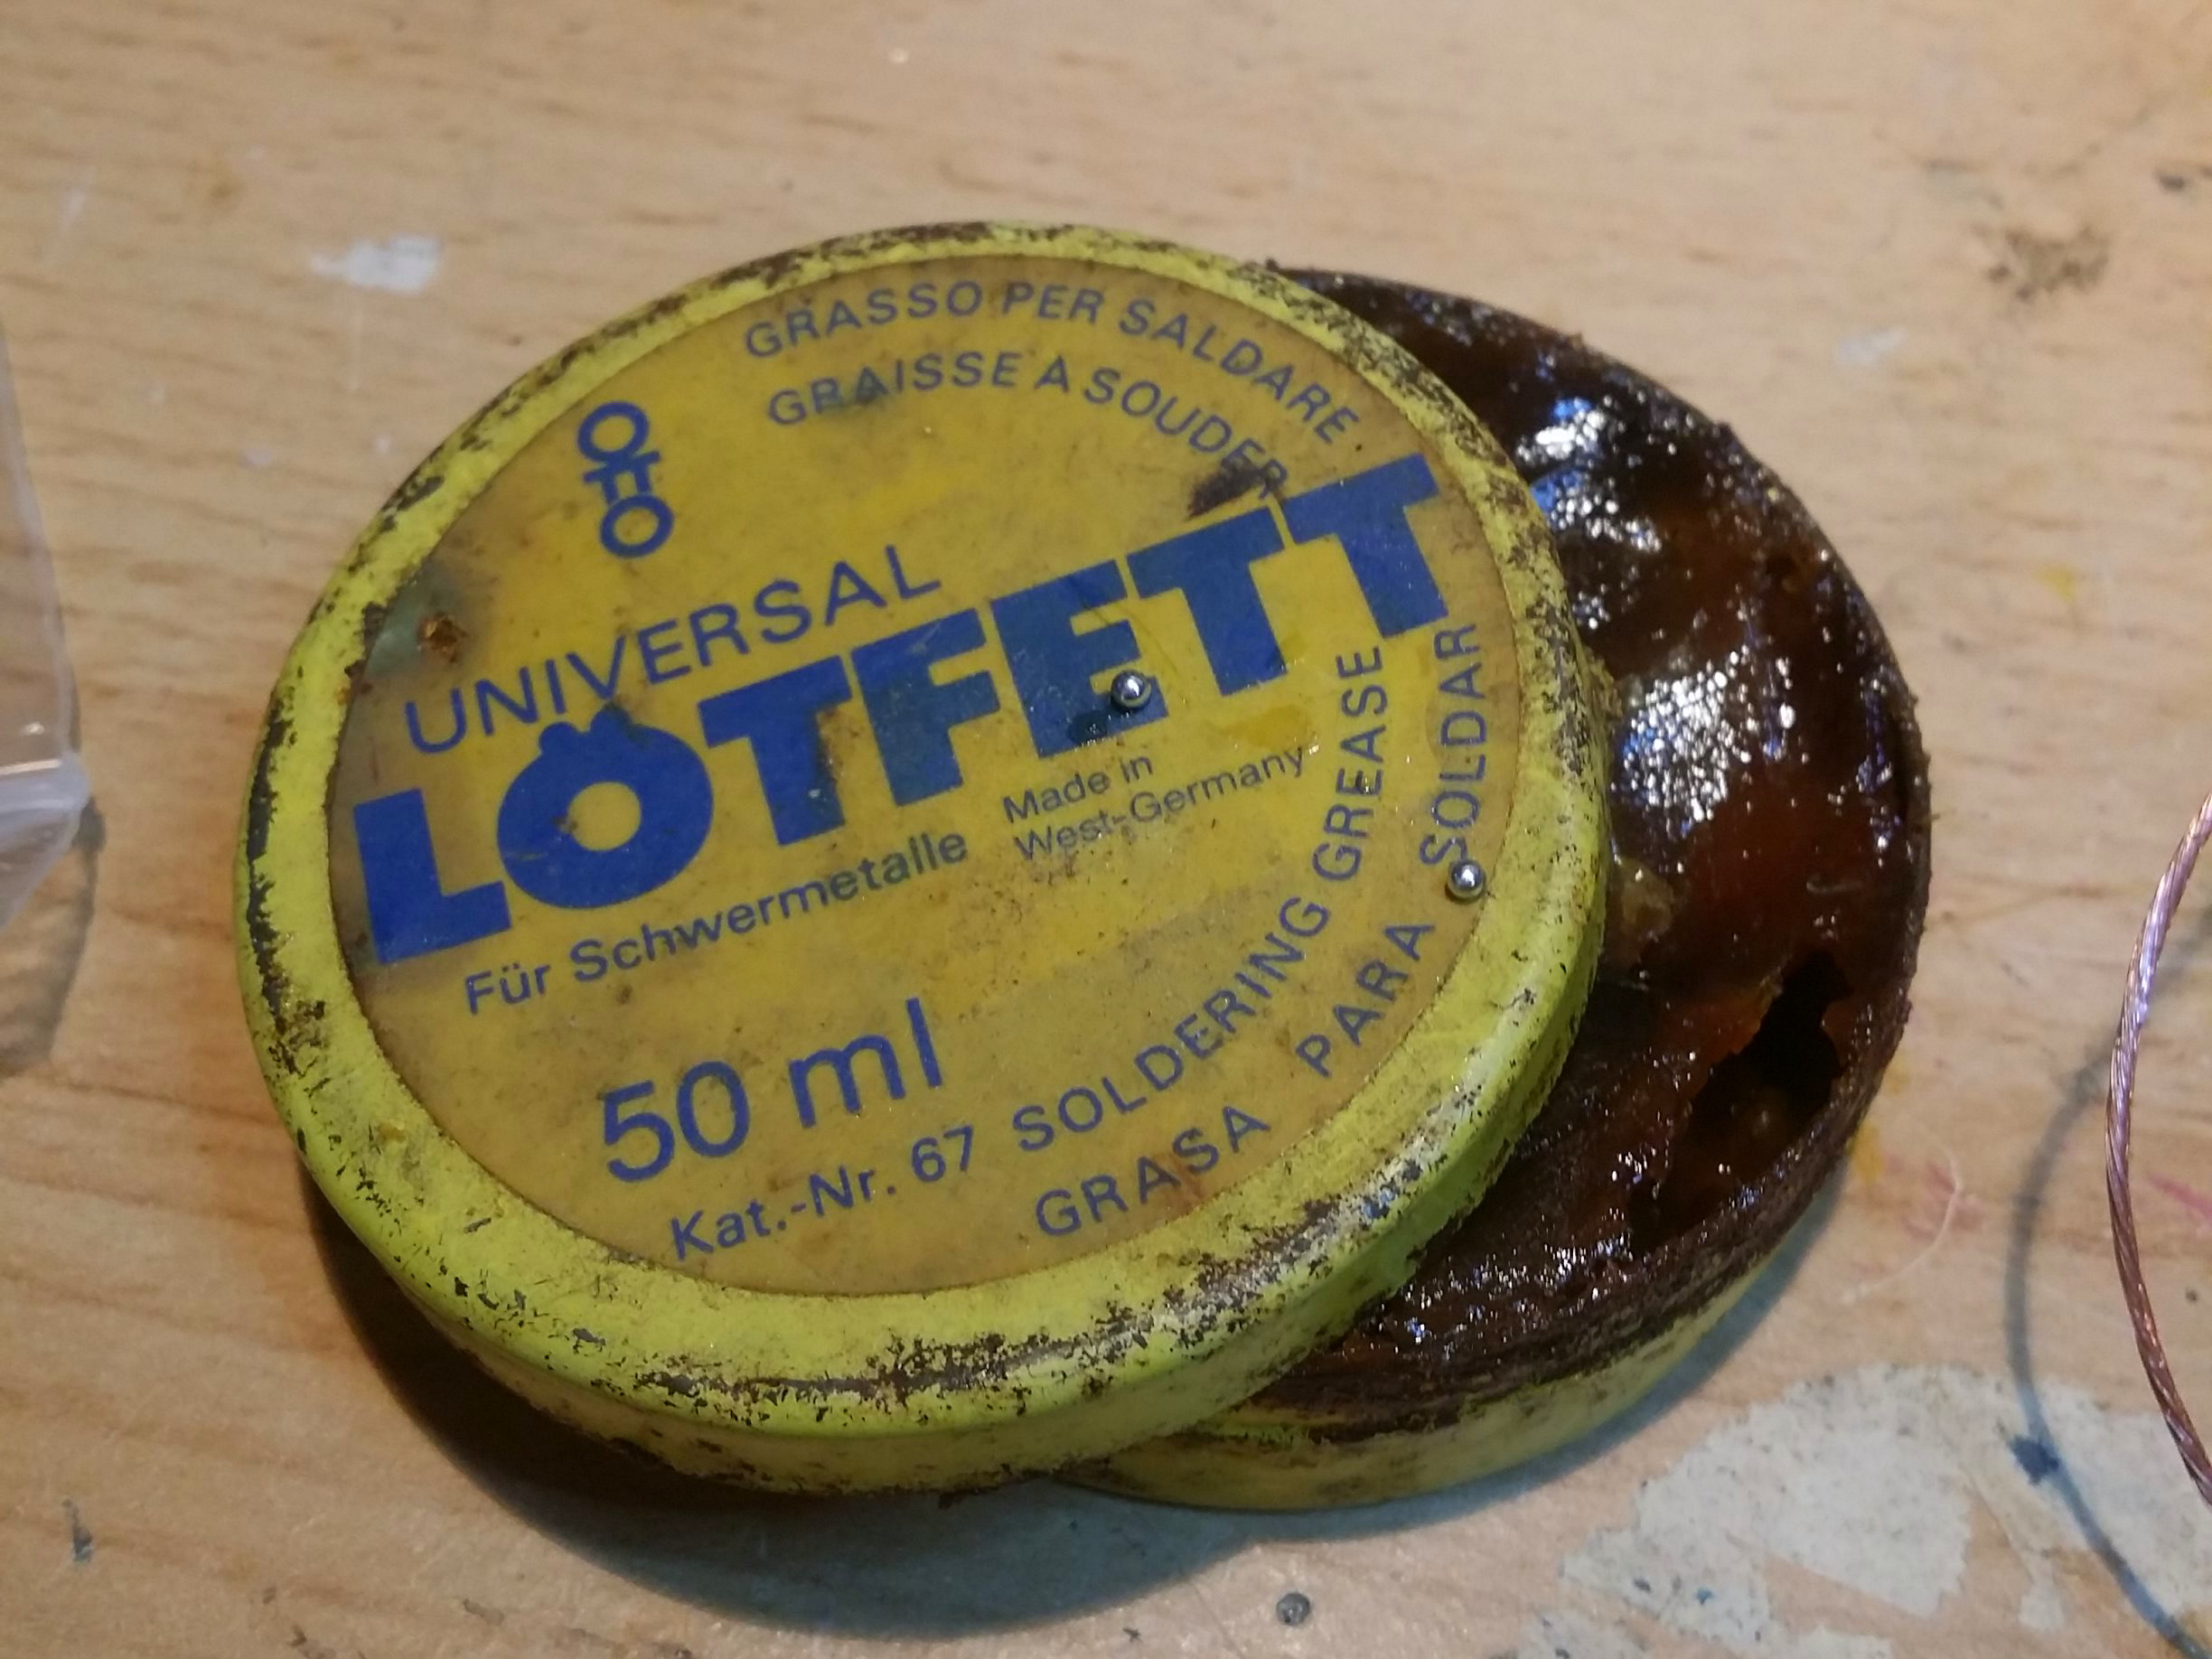 GRASSO PER SALDARE
GRAISSE A SOUDER
OTTO
UNIVERSAL
LÖTFETT
Für Schwermetalle
Made in
West-Germany
50 ml
Kat.-Nr. 67 SOLDERING GREASE
GRASA PARA SOLDAR